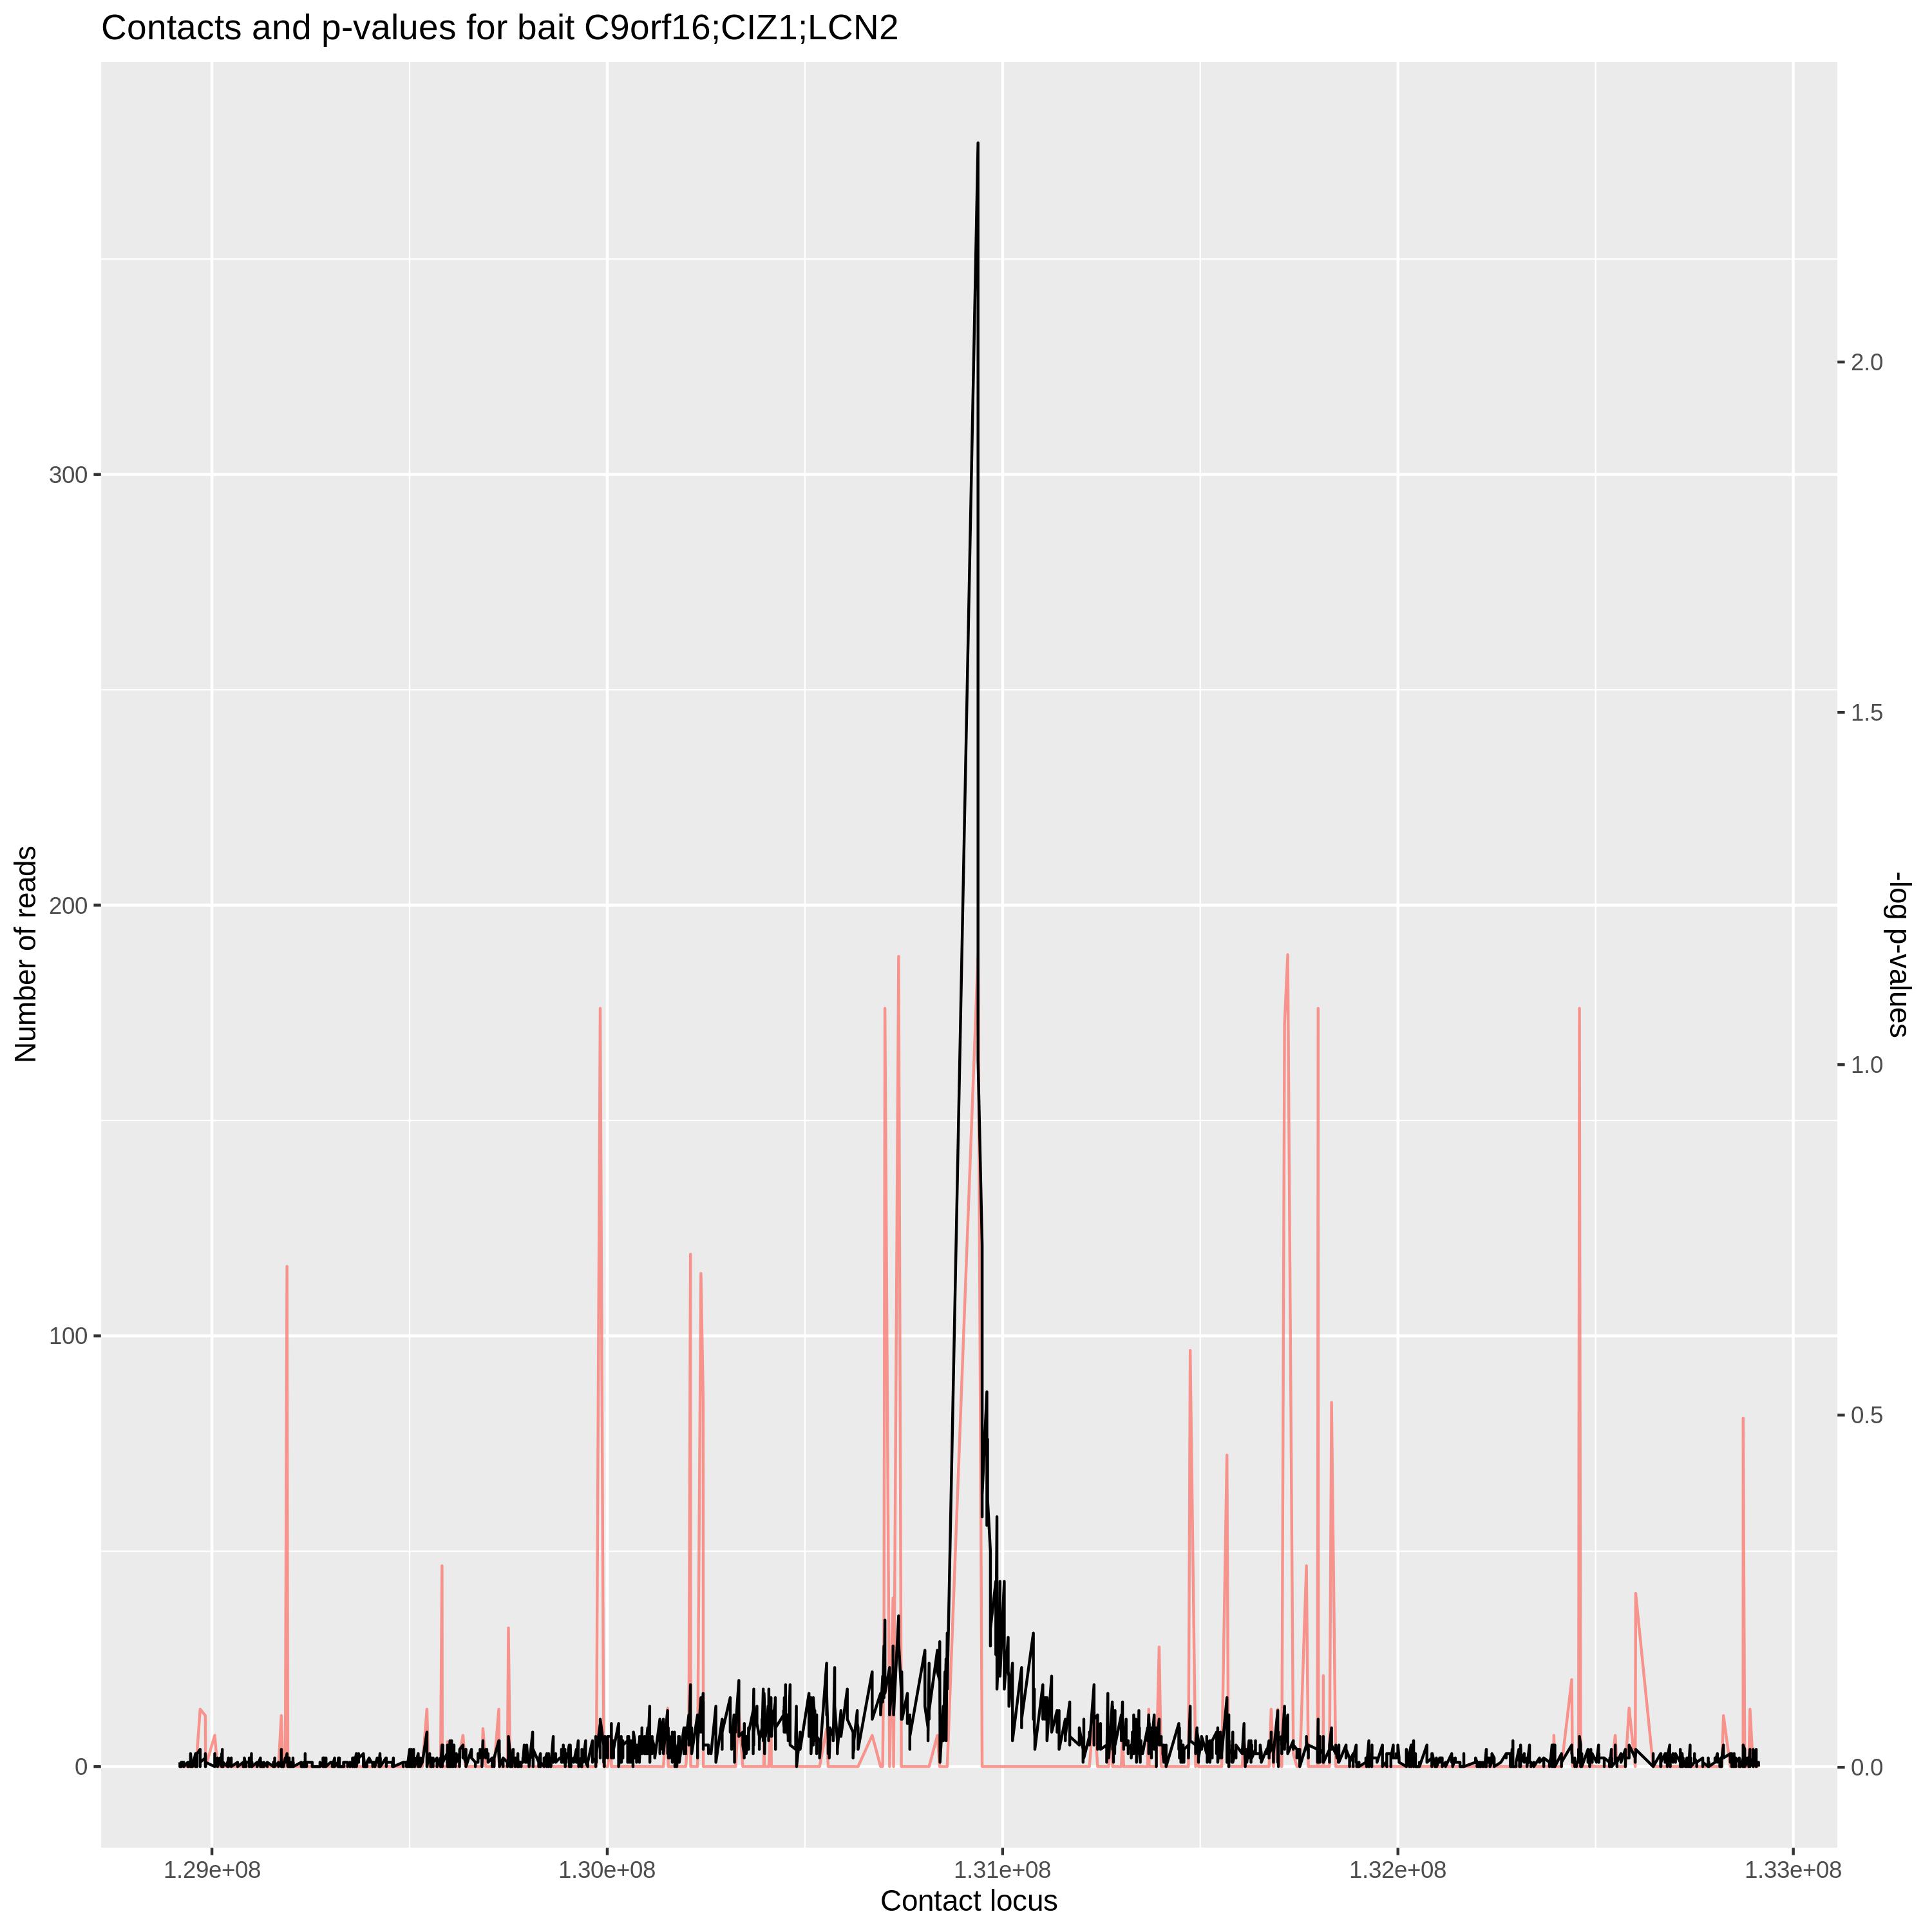 Contacts and p-values for bait C9orf16;CIZ1;LCN2
Number of reads
300
200
100
0
2.0
1.5
1.0
0.5
0.0
-log p-values
1.29e+08
1.30e+08
1.31e+08
1.32e+08
1.33e+08
Contact locus